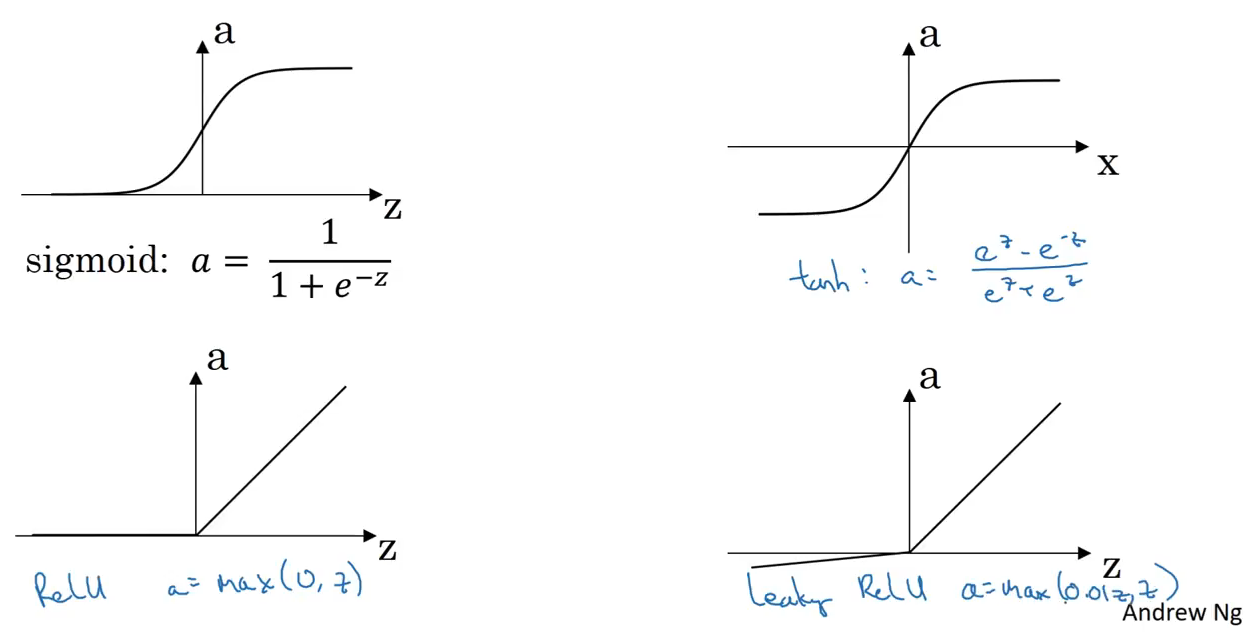 a
z
sigmoid: a = 1 / (1 + e^{-z})
a
x
tanh: a = (e^z - e^{-z}) / (e^z + e^z)
a
z
ReLU a = max(0, z)
a
z
Leaky ReLU a = max(0.01z, z)
Andrew Ng